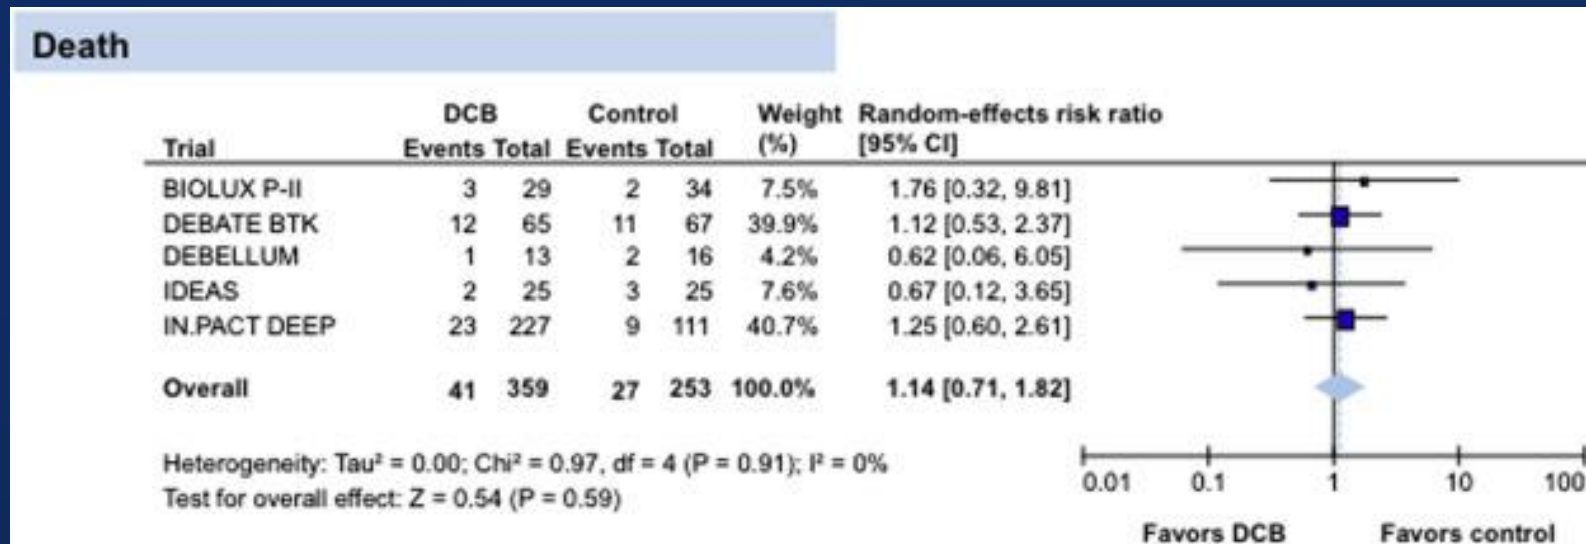 Death
DCB Control Weight Random-effects risk ratio
Trial Events Total Events Total (%) [95% CI]
BIOLUX P-II 3 29 2 34 7.5% 1.76 [0.32, 9.81]
DEBATE BTK 12 65 11 67 39.9% 1.12 [0.53, 2.37]
DEBELLUM 1 13 2 16 4.2% 0.62 [0.06, 6.05]
IDEAS 2 25 3 25 7.6% 0.67 [0.12, 3.65]
IN.PACT DEEP 23 227 9 111 40.7% 1.25 [0.60, 2.61]
Overall 41 359 27 253 100.0% 1.14 [0.71, 1.82]
Heterogeneity: Tau² = 0.00; Chi² = 0.97, df = 4 (P = 0.91); I² = 0%
Test for overall effect: Z = 0.54 (P = 0.59)
0.01 0.1 1 10 100
Favors DCB Favors control